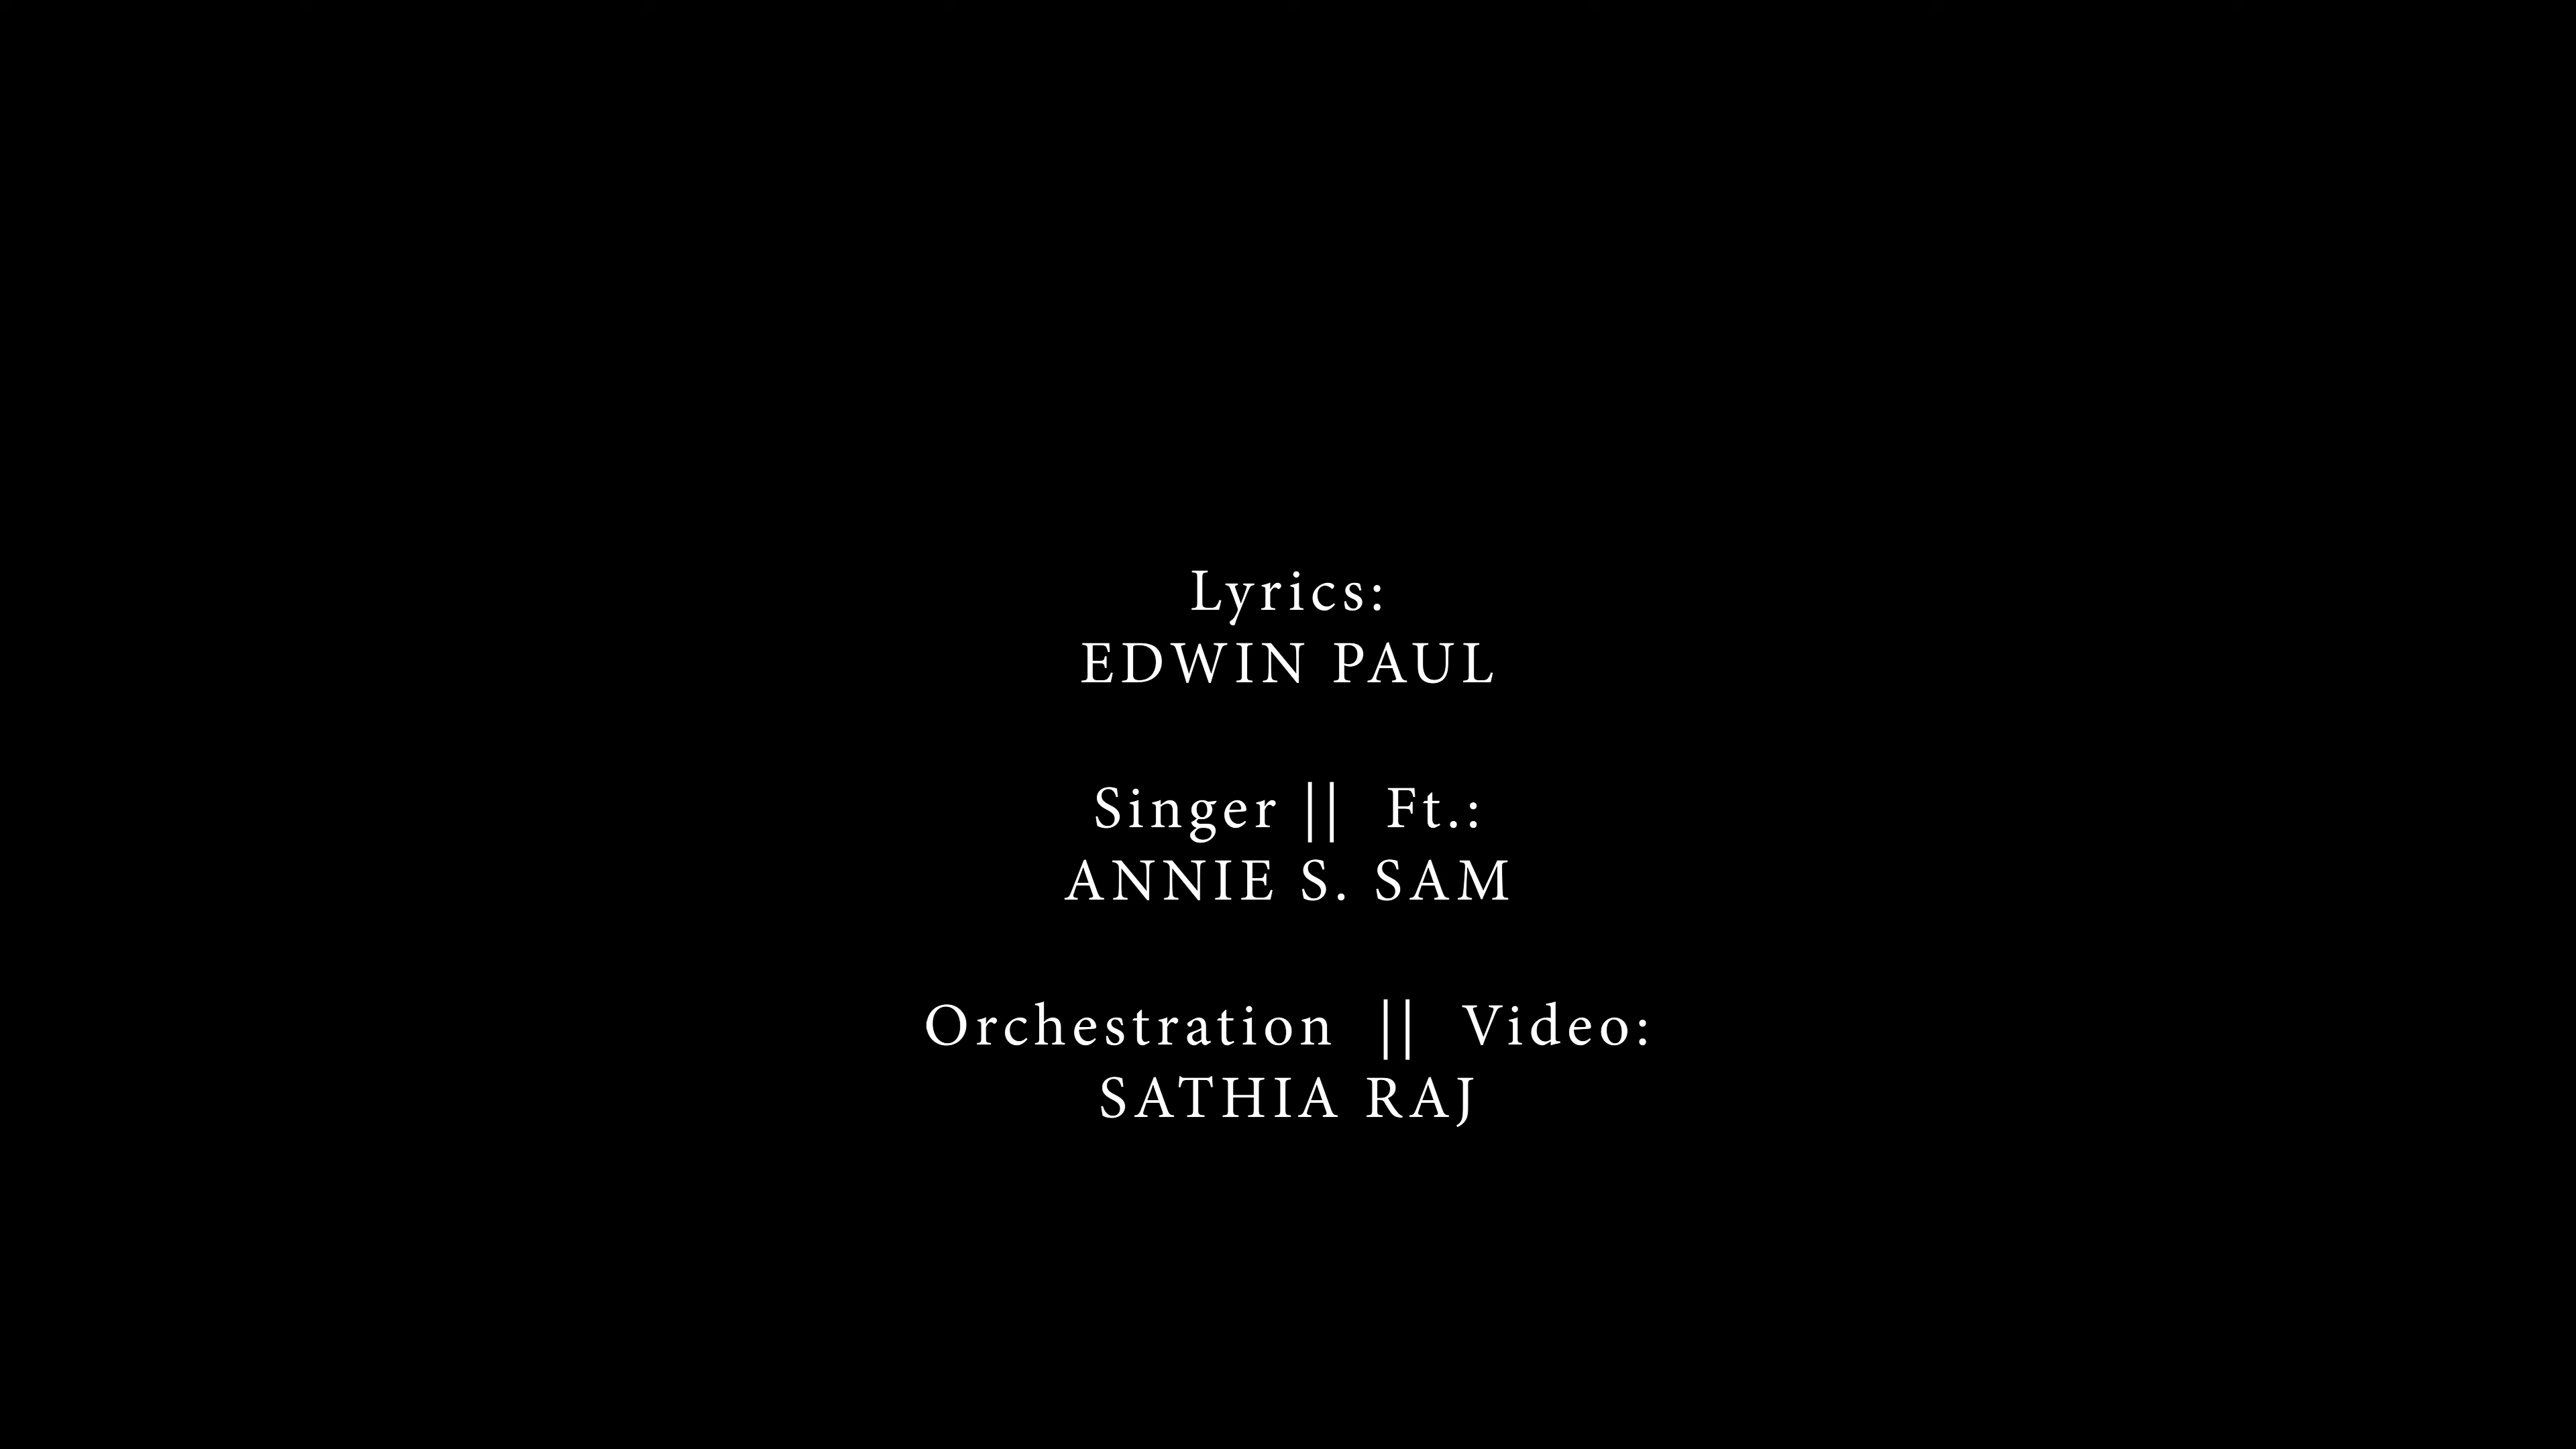 Lyrics:
EDWIN PAUL
Singer || Ft.:
ANNIE S. SAM
Orchestration || Video:
SATHIA RAJ